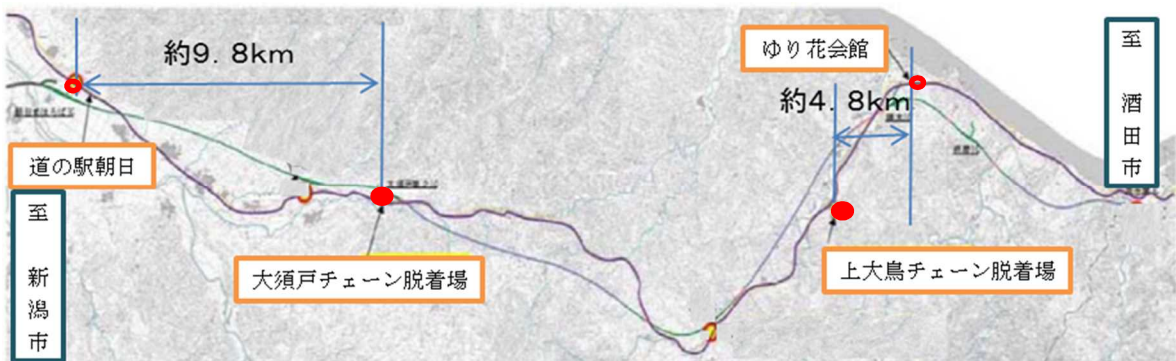 約9. 8km
ゆり花会館
約4. 8km
至 酒田市
道の駅朝日
至 新潟市
大須戸チェーン脱着場
上大鳥チェーン脱着場